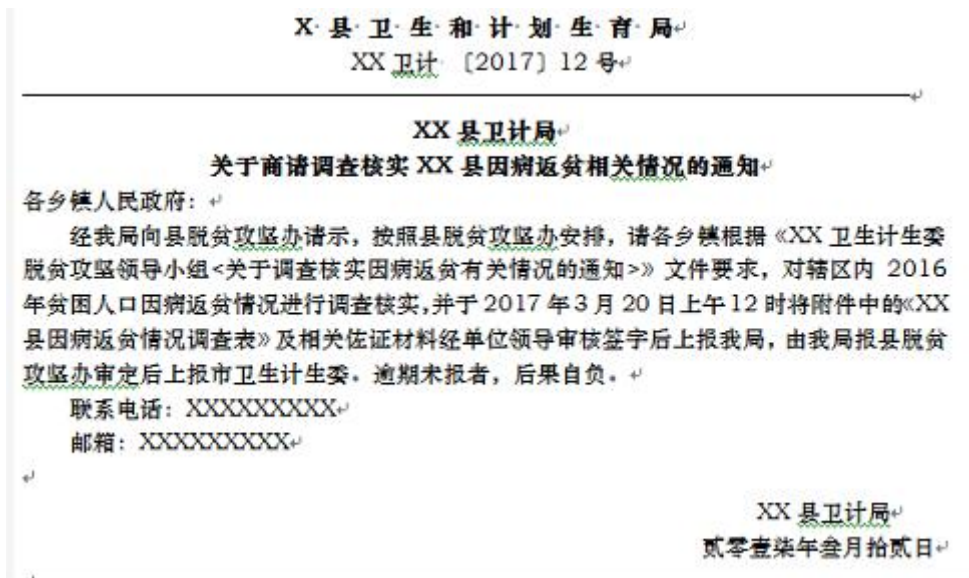 X 县 卫 生 和 计 划 生 育 局
XX 卫计 〔2017〕12 号
XX 县卫计局
关于商请调查核实 XX 县因病返贫相关情况的通知
各乡镇人民政府：
经我局向县脱贫攻坚办请示，按照县脱贫攻坚办安排，请各乡镇根据《XX 卫生计生委
脱贫攻坚领导小组<关于调查核实因病返贫有关情况的通知>》文件要求，对辖区内 2016
年贫困人口因病返贫情况进行调查核实,并于 2017 年 3 月 20 日上午 12 时将附件中的《XX
县因病返贫情况调查表》及相关佐证材料经单位领导审核签字后上报我局，由我局报县脱贫
攻坚办审定后上报市卫生计生委。逾期未报者，后果自负。
联系电话：XXXXXXXXX
邮箱：XXXXXXXXX
XX 县卫计局
贰零壹柒年叁月拾贰日